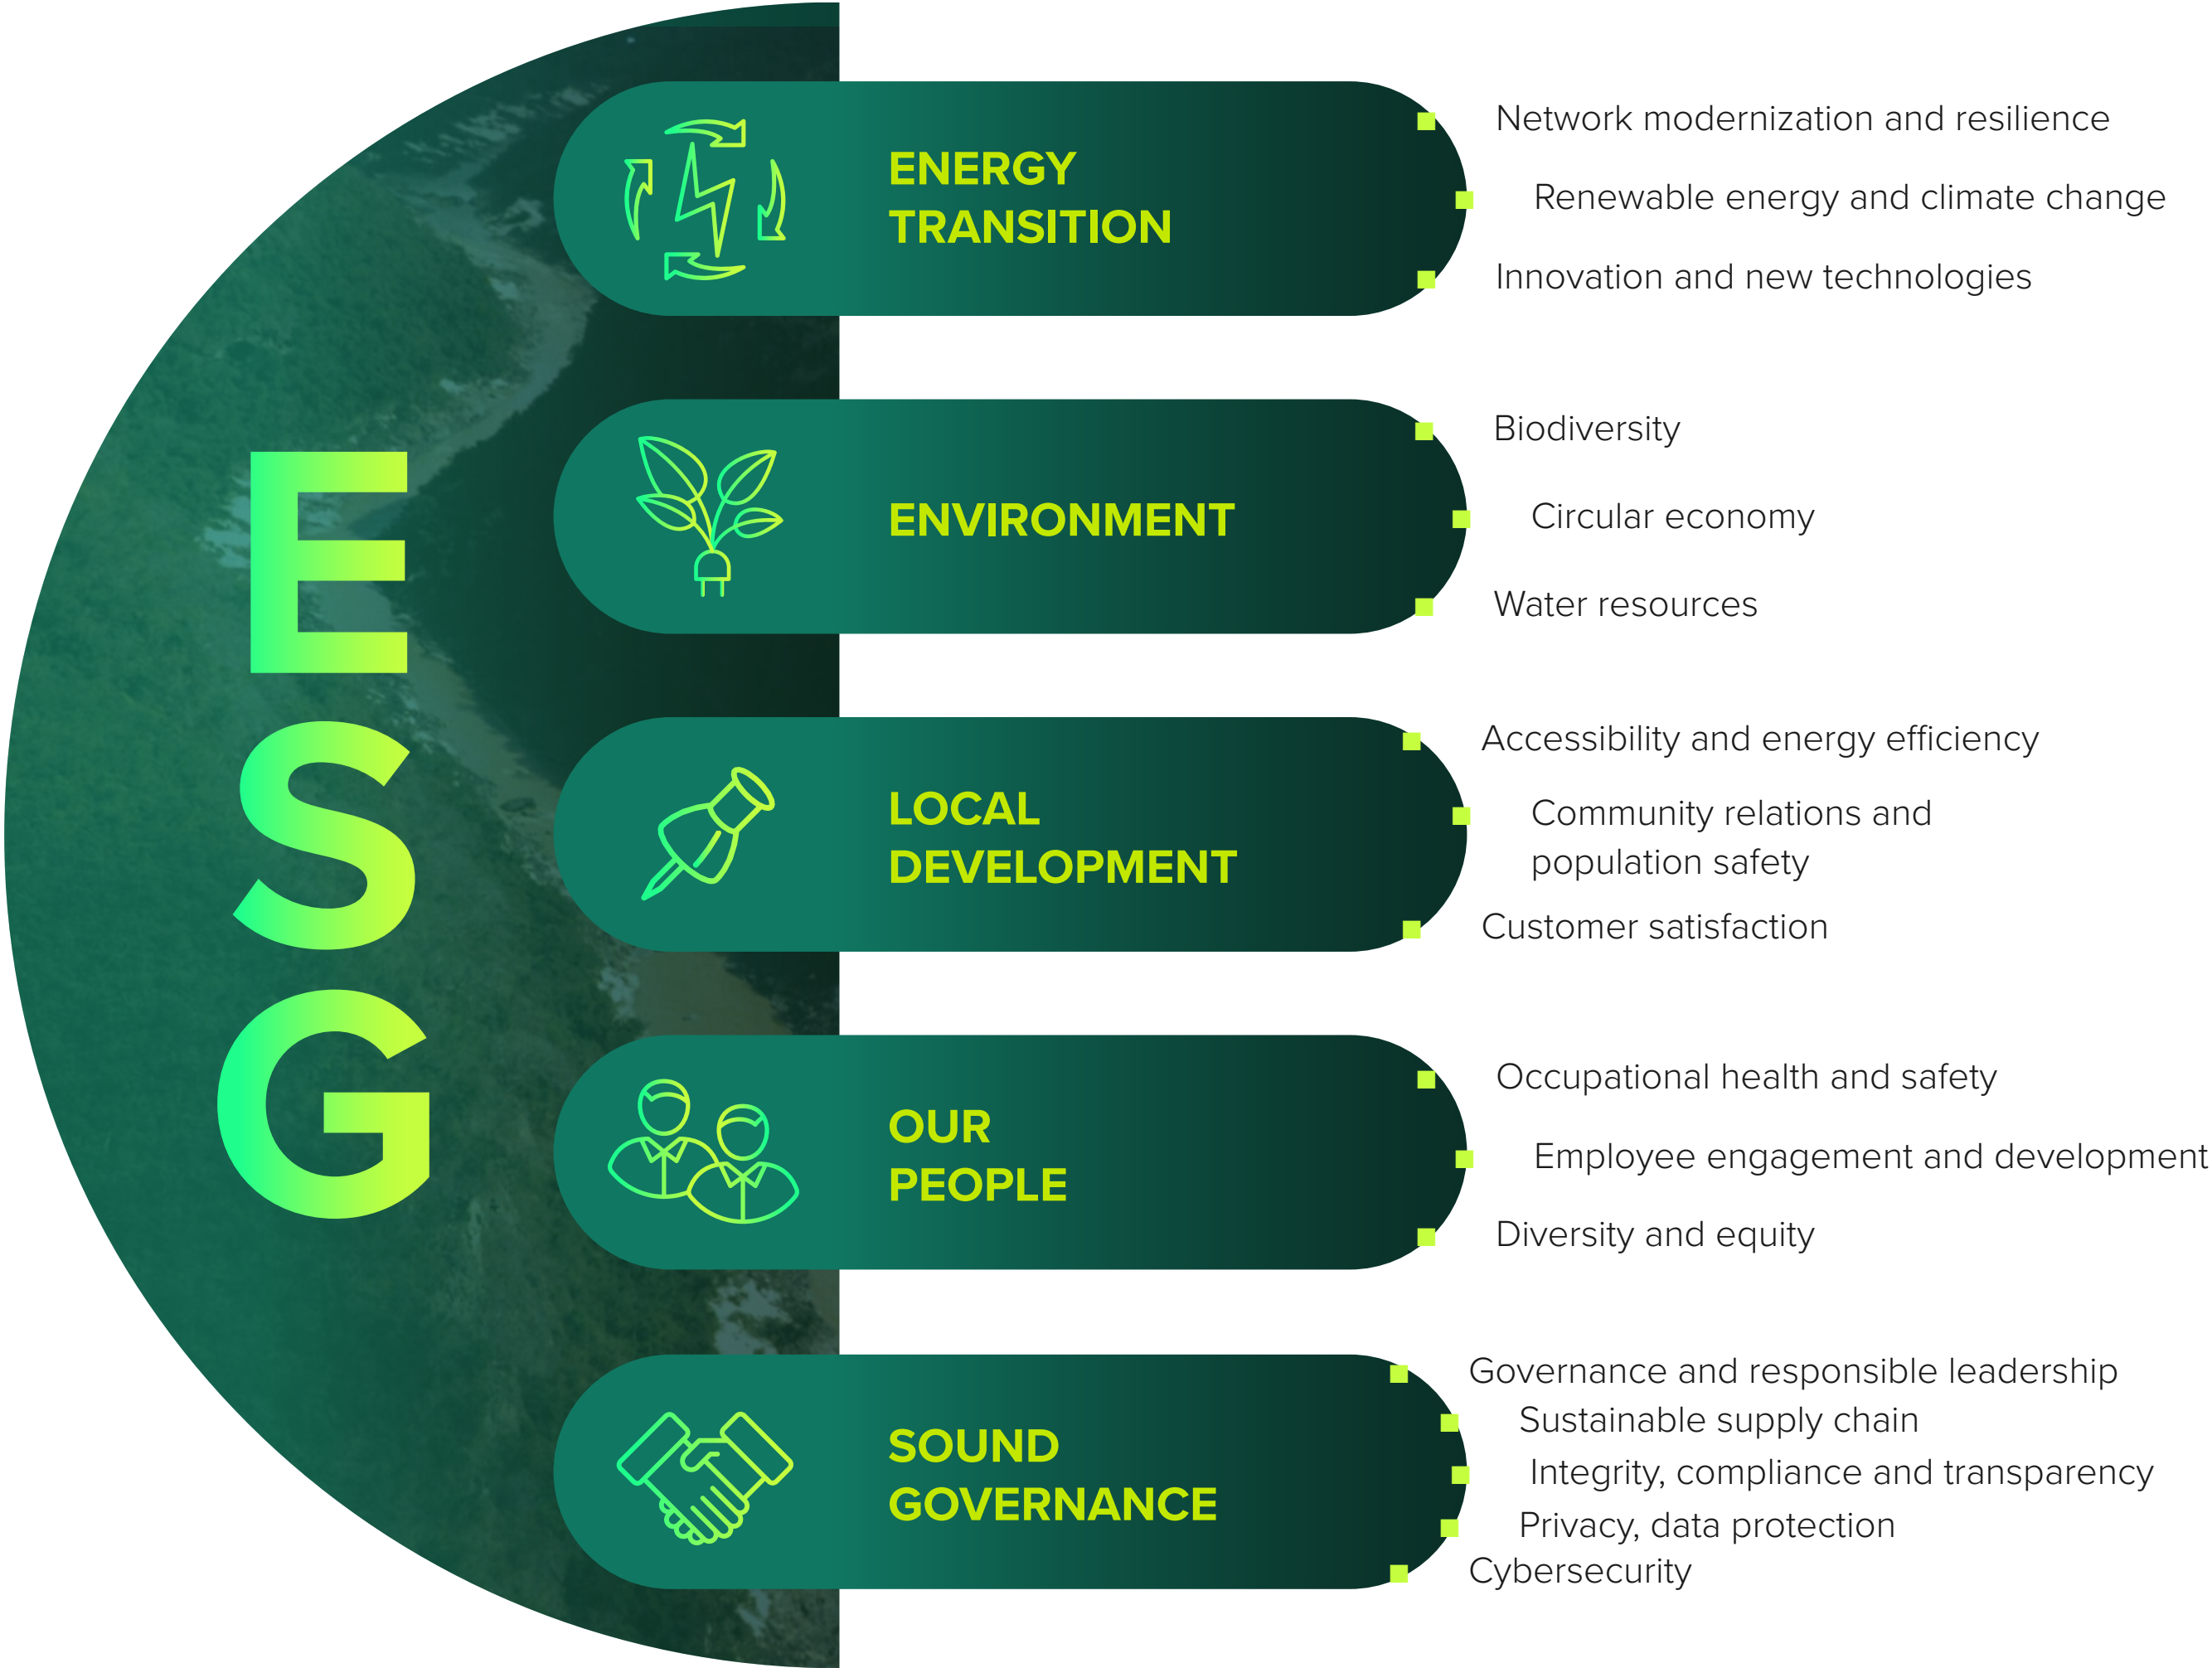 E
S
G
ENERGY
TRANSITION
Network modernization and resilience
Renewable energy and climate change
Innovation and new technologies
ENVIRONMENT
Biodiversity
Circular economy
Water resources
LOCAL
DEVELOPMENT
Accessibility and energy efficiency
Community relations and
population safety
Customer satisfaction
OUR
PEOPLE
Occupational health and safety
Employee engagement and development
Diversity and equity
SOUND
GOVERNANCE
Governance and responsible leadership
Sustainable supply chain
Integrity, compliance and transparency
Privacy, data protection
Cybersecurity